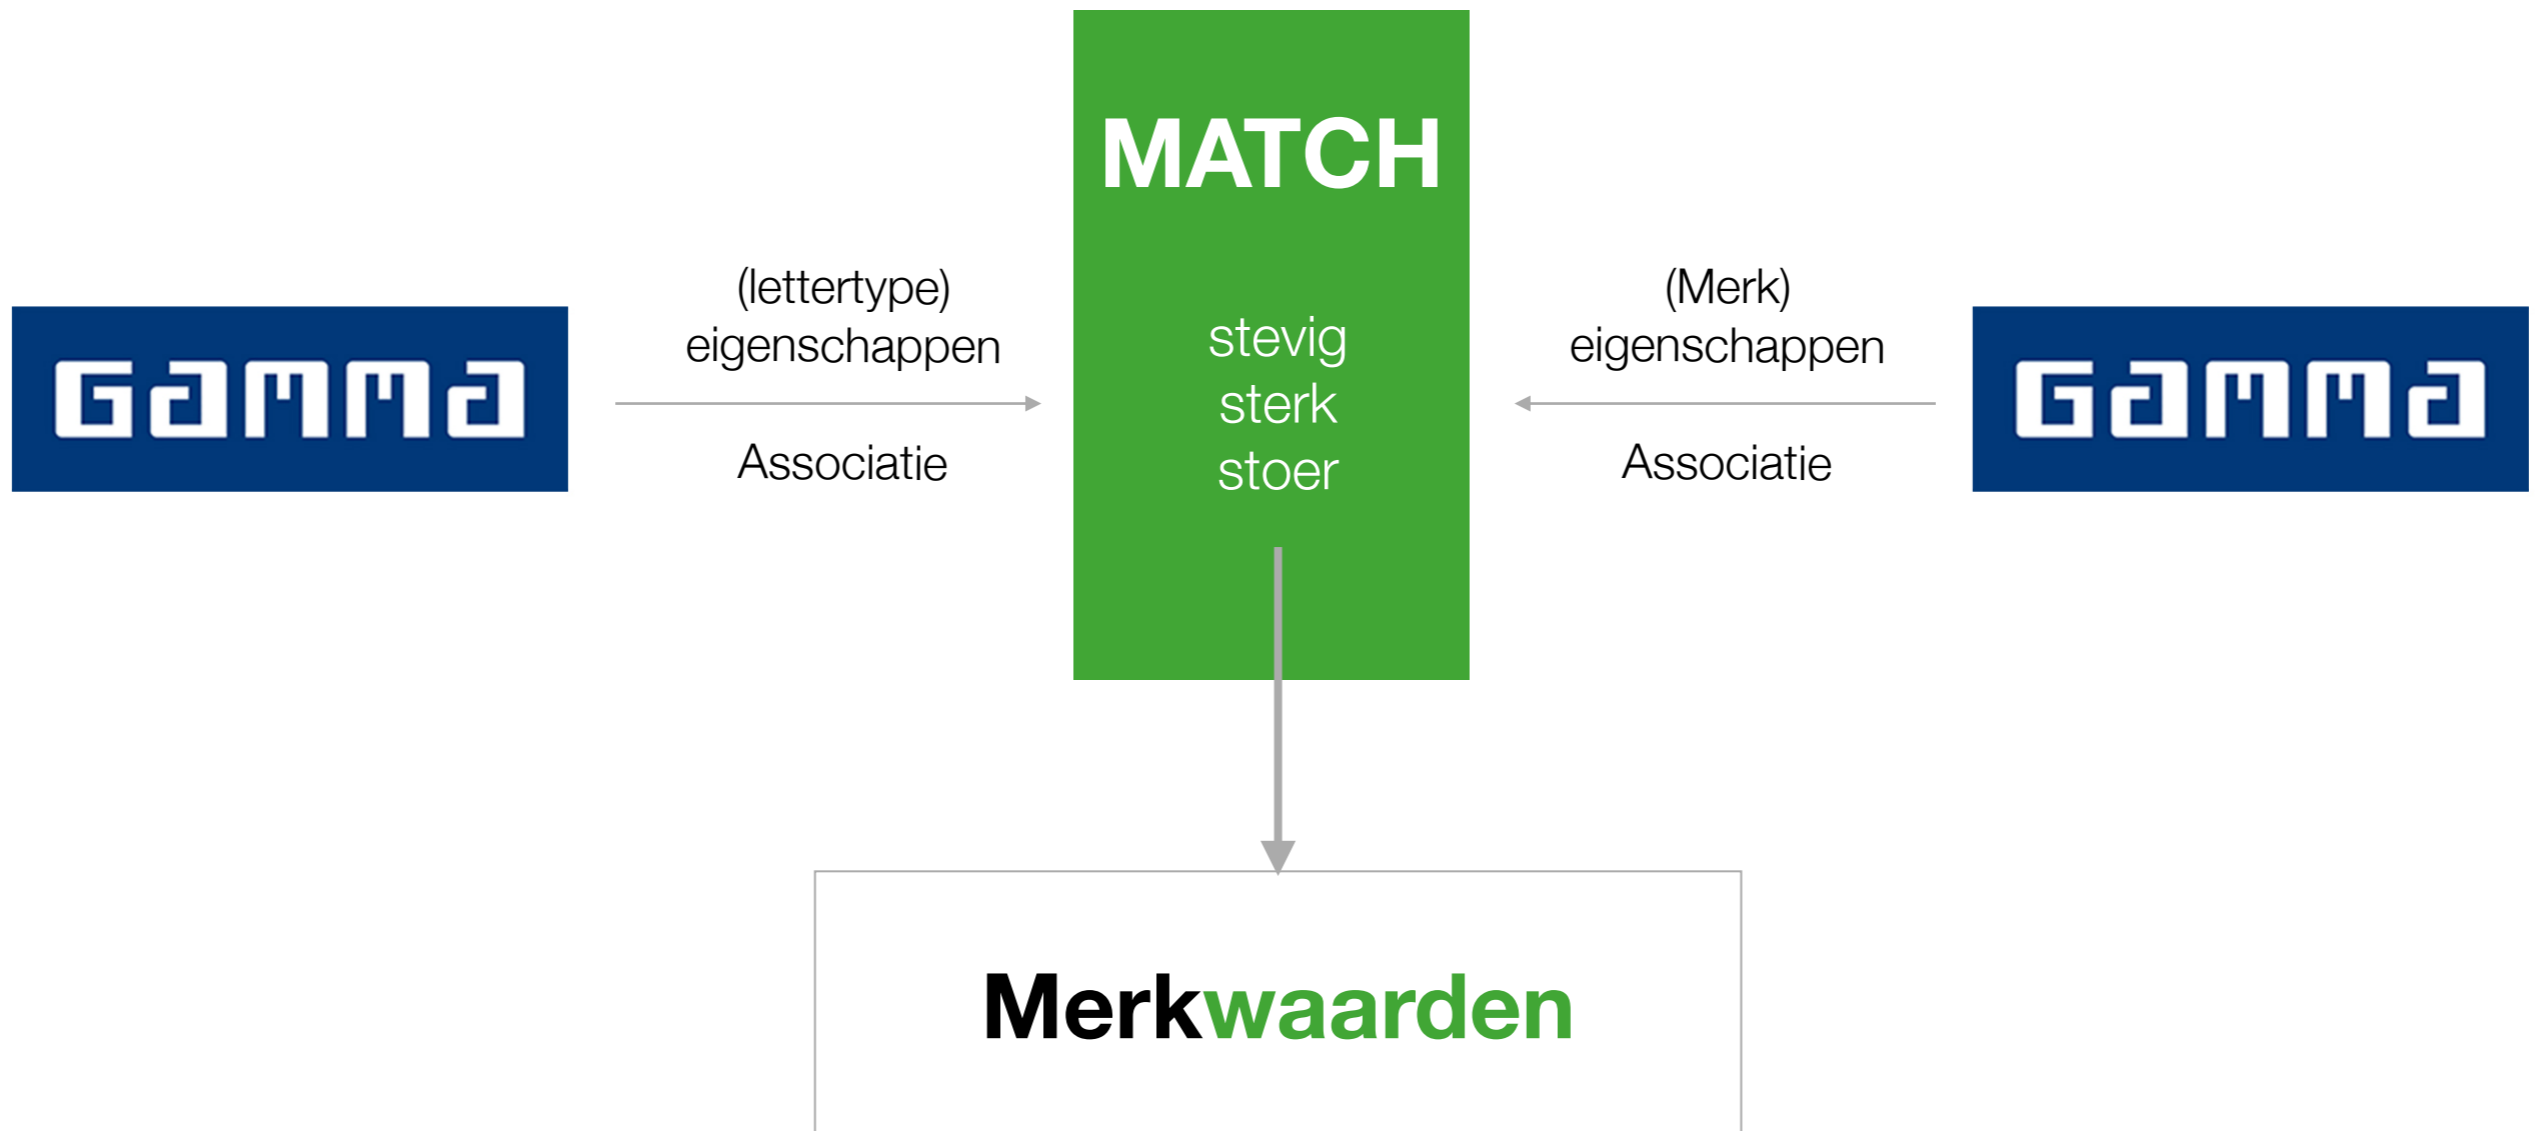 MATCH
GAMMA
(lettertype)
eigenschappen
Associatie
stevig
sterk
stoer
(Merk)
eigenschappen
Associatie
GAMMA
Merkwaarden